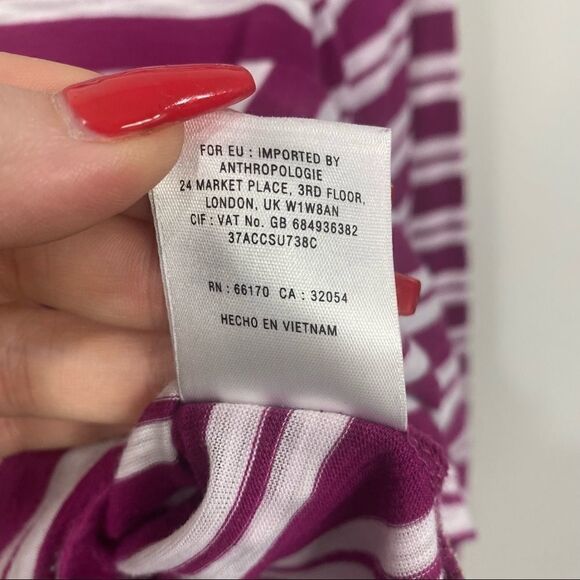 FOR EU : IMPORTED BY
ANTHROPOLOGIE
24 MARKET PLACE, 3RD FLOOR,
LONDON, UK W1W8AN
CIF : VAT No. GB 684936382
37ACCSU738C
RN : 66170 CA : 32054
HECHO EN VIETNAM